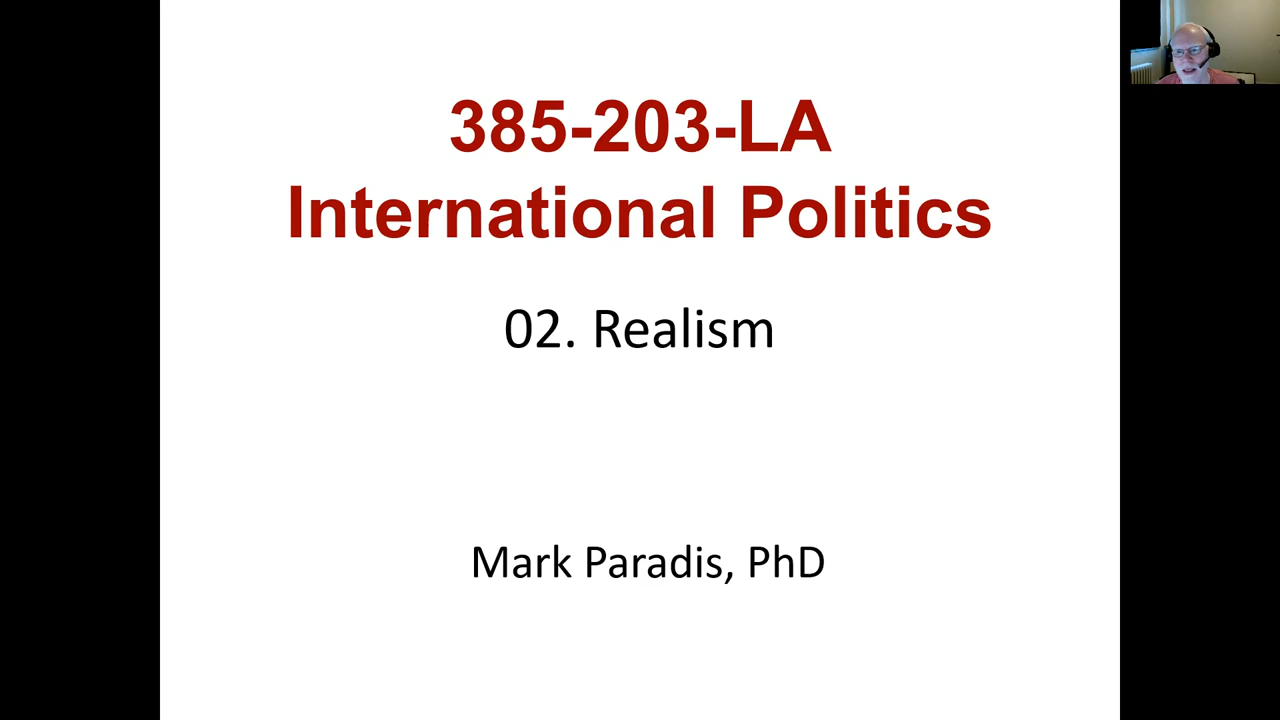 385-203-LA
International Politics
02. Realism
Mark Paradis, PhD